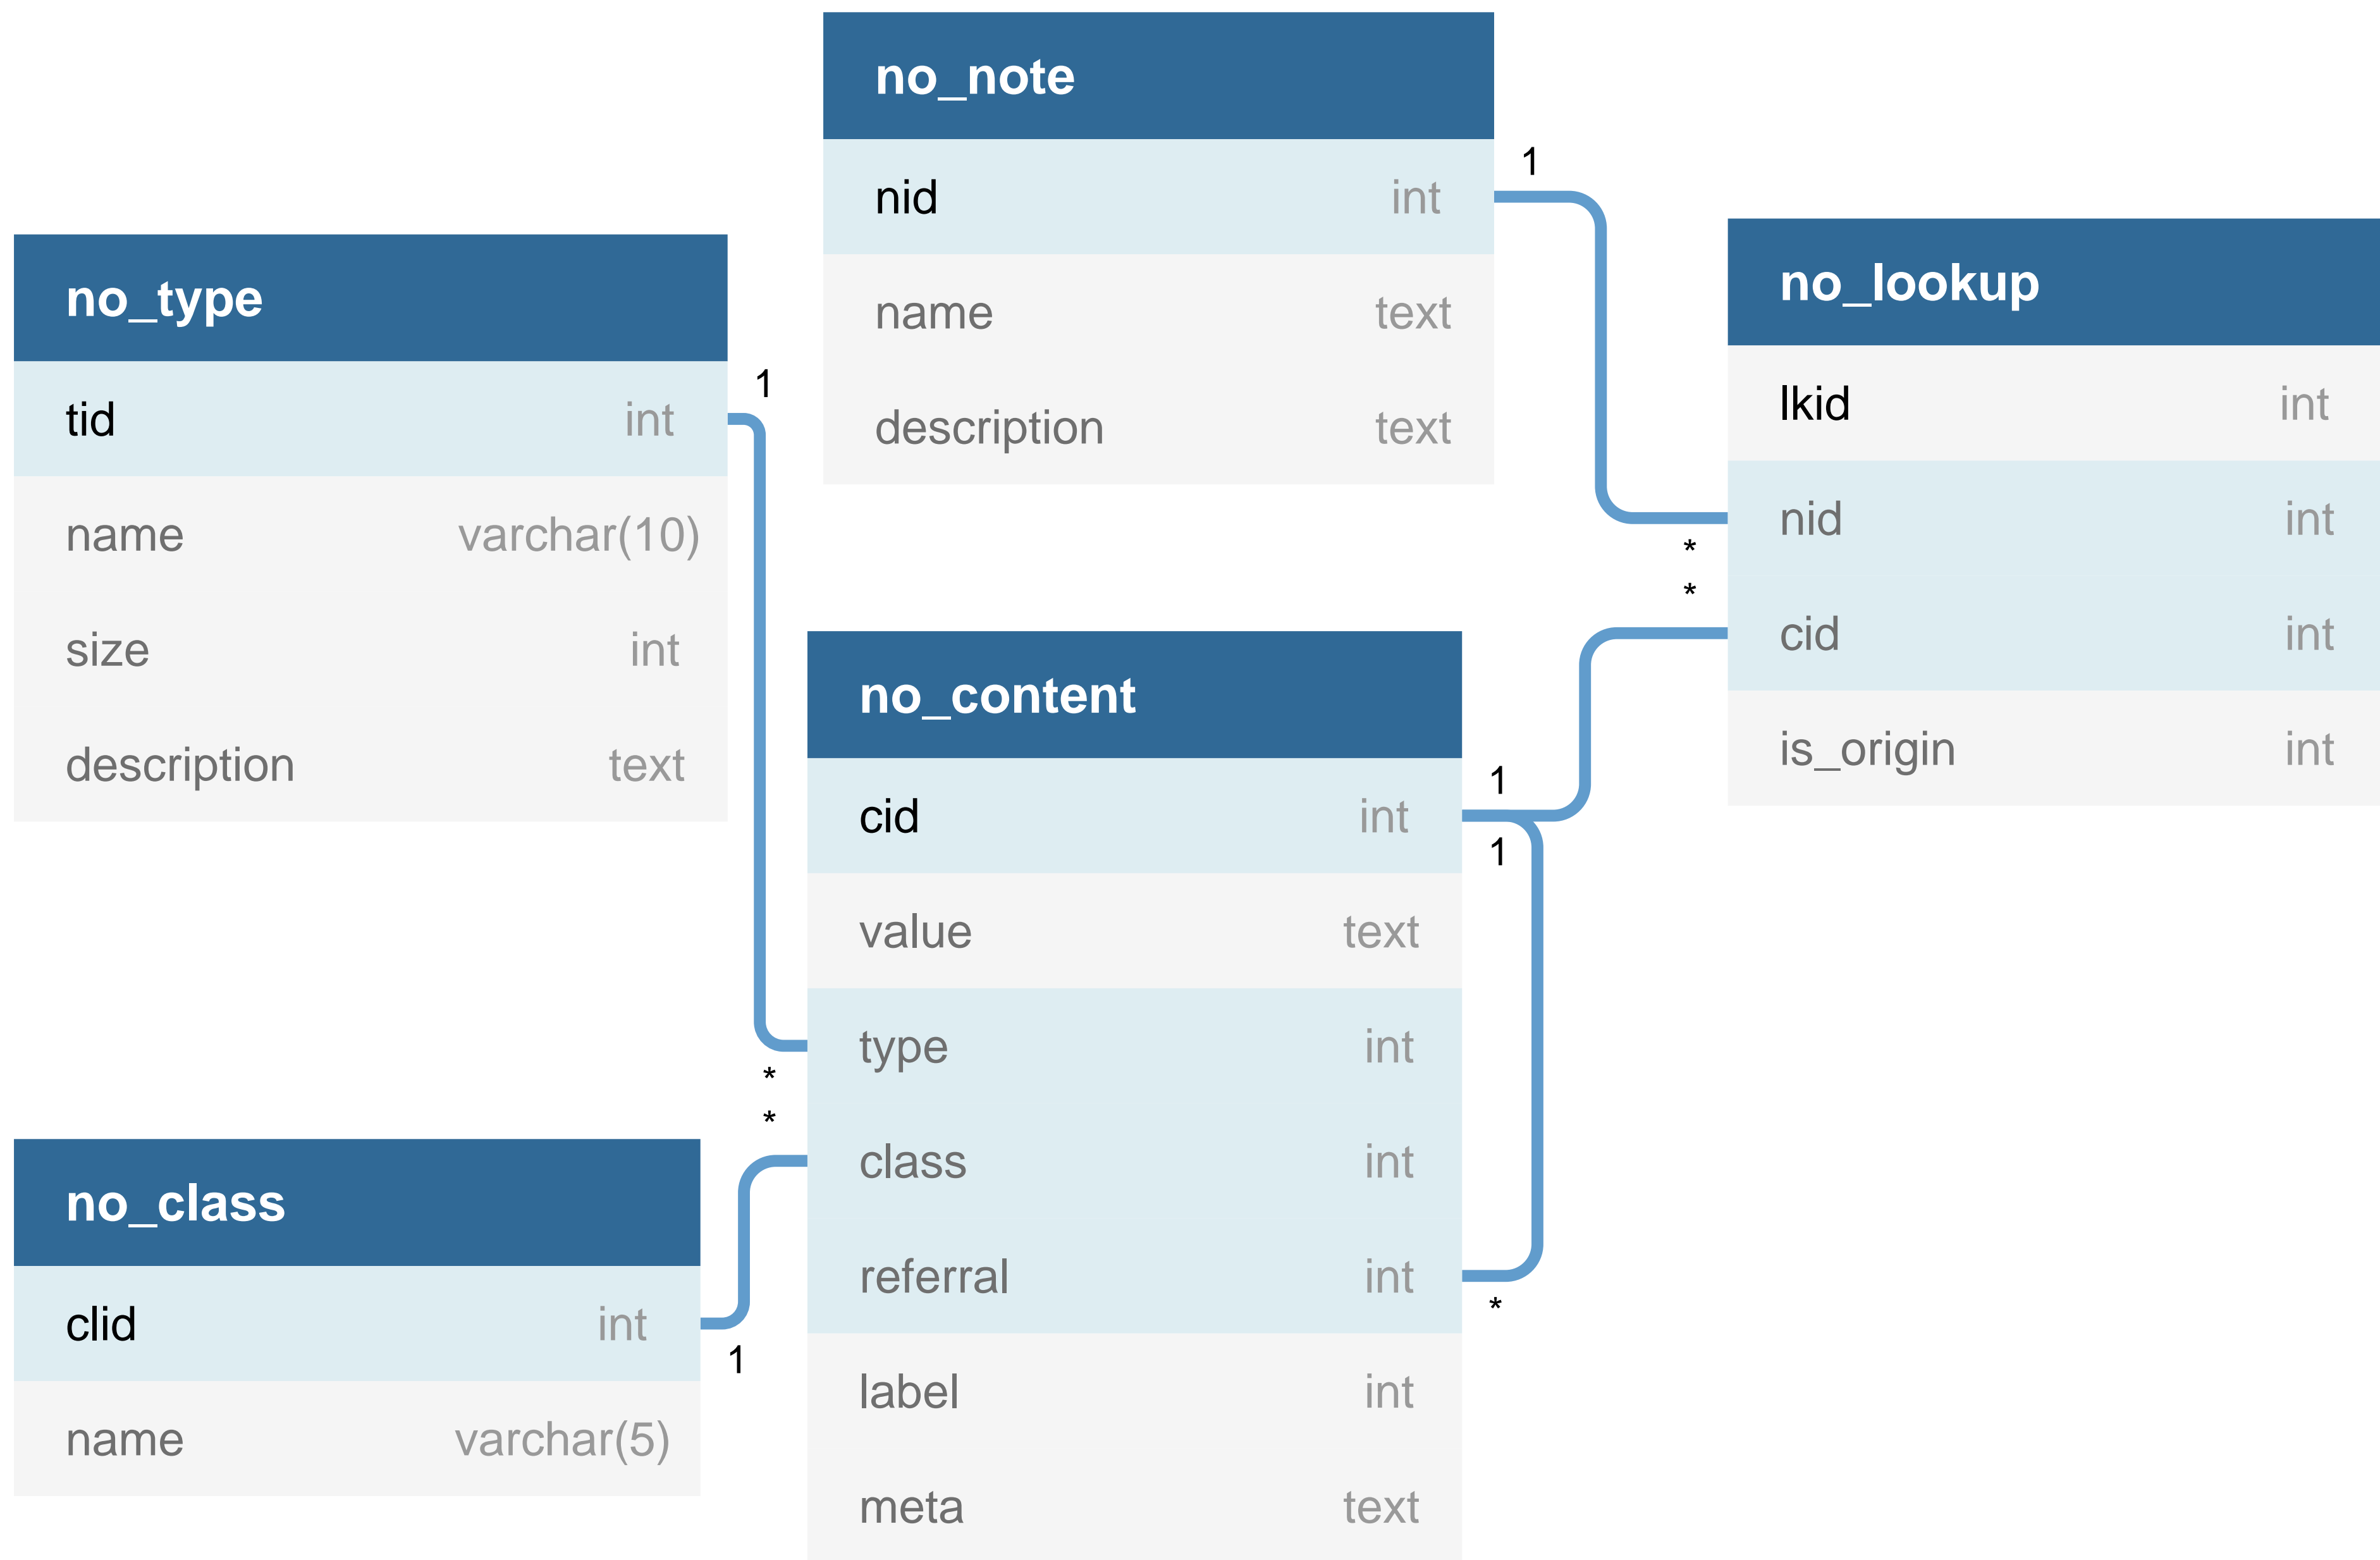 no_note
nid int
name text
description text
1
no_type
tid int
name varchar(10)
size int
description text
1
no_lookup
lkid int
nid int
cid int
is_origin int
*
*
no_content
cid int
value text
type int
class int
referral int
label int
meta text
1
1
*
*
*
no_class
clid int
name varchar(5)
1